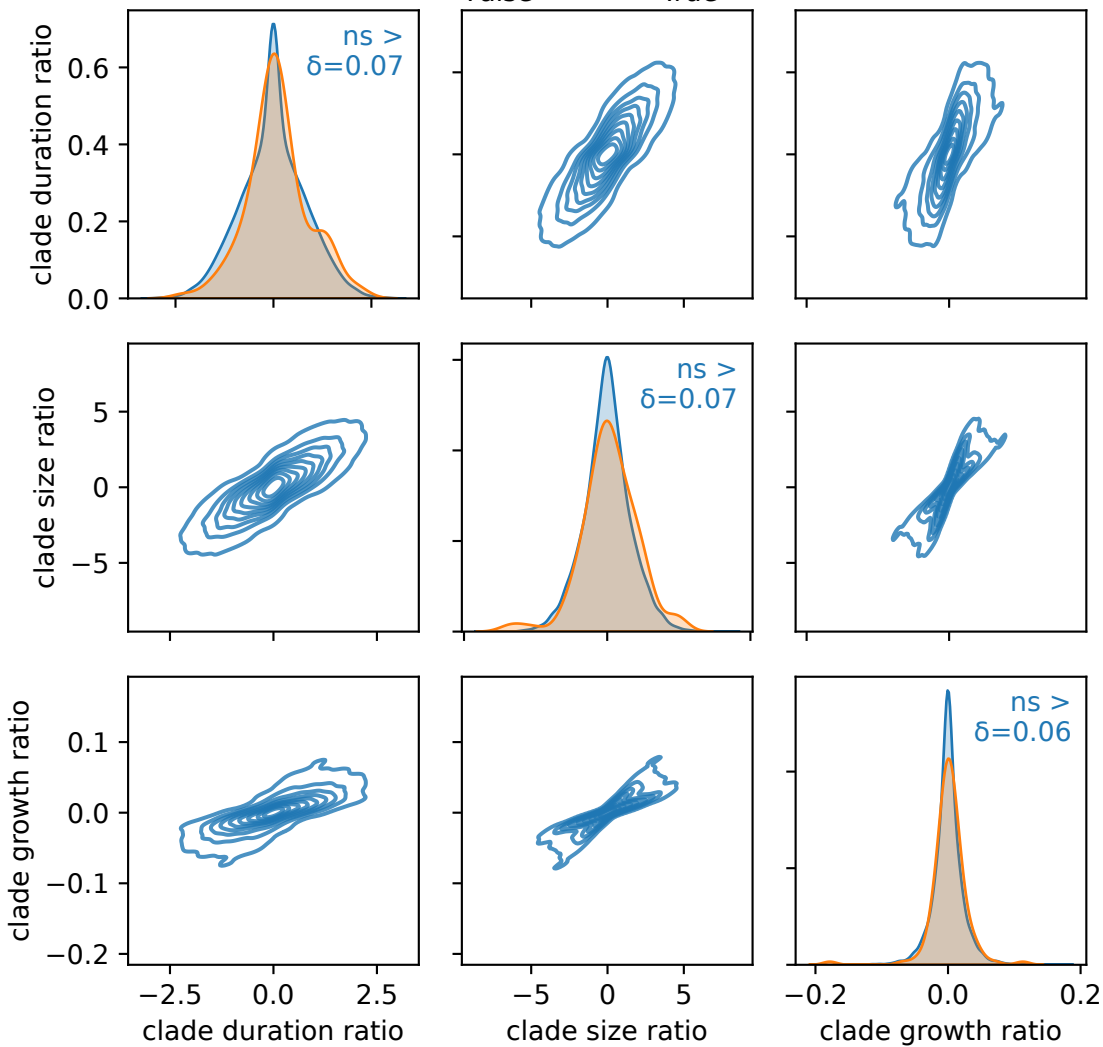 clade duration ratio
0.6
0.4
0.2
0.0
ns >
δ=0.07
clade size ratio
5
0
−5
ns >
δ=0.07
clade growth ratio
0.1
0.0
−0.1
−0.2
ns >
δ=0.06
−2.5 0.0 2.5
clade duration ratio
−5 0 5
clade size ratio
−0.2 0.0 0.2
clade growth ratio